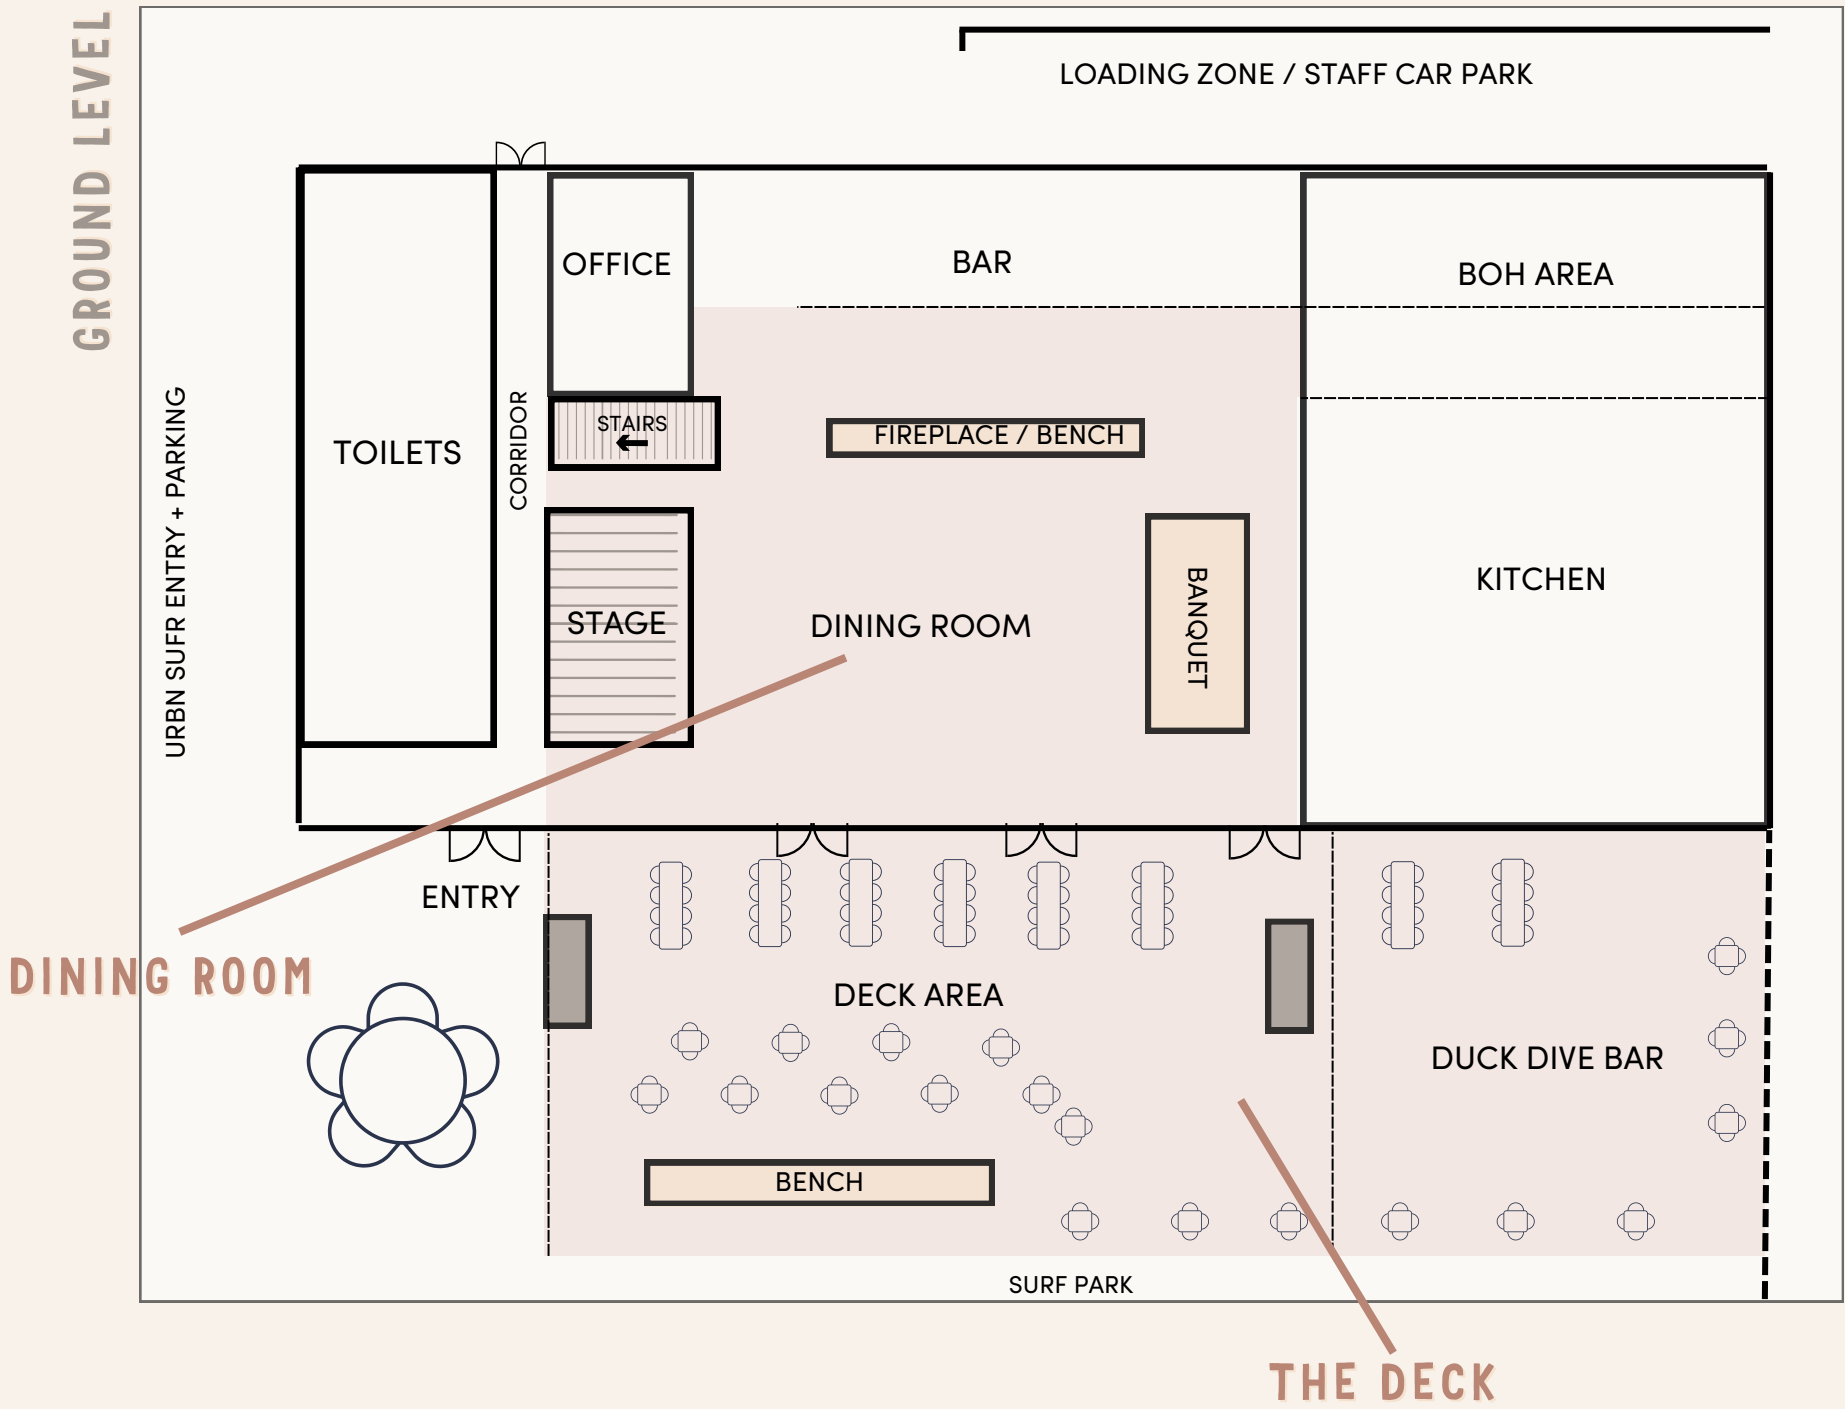 GROUND LEVEL
LOADING ZONE / STAFF CAR PARK
OFFICE
BAR
BOH AREA
URBN SUFR ENTRY + PARKING
TOILETS
CORRIDOR
STAIRS
FIREPLACE / BENCH
STAGE
DINING ROOM
BANQUET
KITCHEN
ENTRY
DINING ROOM
DECK AREA
DUCK DIVE BAR
BENCH
SURF PARK
THE DECK